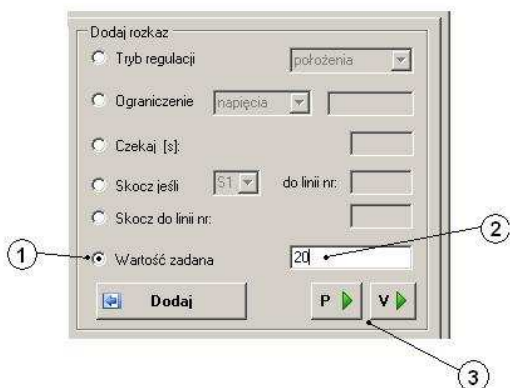 Dodaj rozkaz
Tryb regulacji położenia
Ograniczenie napięcia
Czekaj [s]:
Skocz jeśli S1 do linii nr:
Skocz do linii nr:
Wartość zadana 20
Dodaj P V
1
2
3